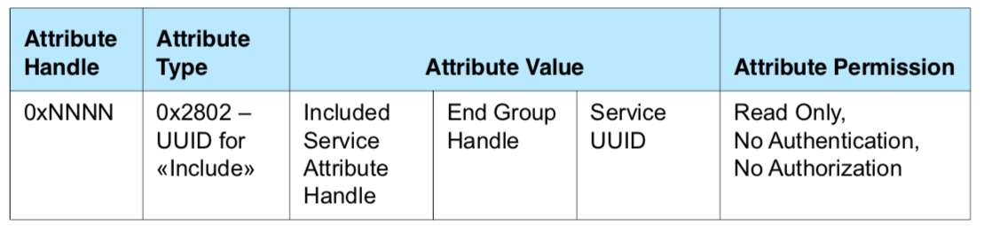 Attribute Handle
Attribute Type
Attribute Value
Attribute Permission
0xNNNN
0x2802 –
UUID for
«Include»
Included
Service
Attribute
Handle
End Group
Handle
Service
UUID
Read Only,
No Authentication,
No Authorization